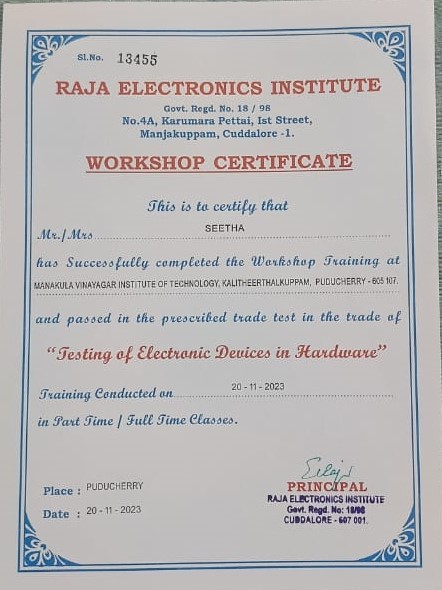 Sl.No. 13455
RAJA ELECTRONICS INSTITUTE
Govt. Regd. No. 18 / 98
No.4A, Karumara Pettai, Ist Street,
Manjakuppam, Cuddalore -1.
WORKSHOP CERTIFICATE
This is to certify that
Mr./Mrs SEETHA
has Successfully completed the Workshop Training at
MANAKULA VINAYAGAR INSTITUTE OF TECHNOLOGY, KALITHEERTHALKUPPAM, PUDUCHERRY - 605 107.
and passed in the prescribed trade test in the trade of
"Testing of Electronic Devices in Hardware"
Training Conducted on 20 - 11 - 2023
in Part Time / Full Time Classes.
PRINCIPAL
Place : PUDUCHERRY
RAJA ELECTRONICS INSTITUTE
Govt. Regd. No: 18/98
Date : 20 - 11 - 2023
CUDDALORE - 607 001.